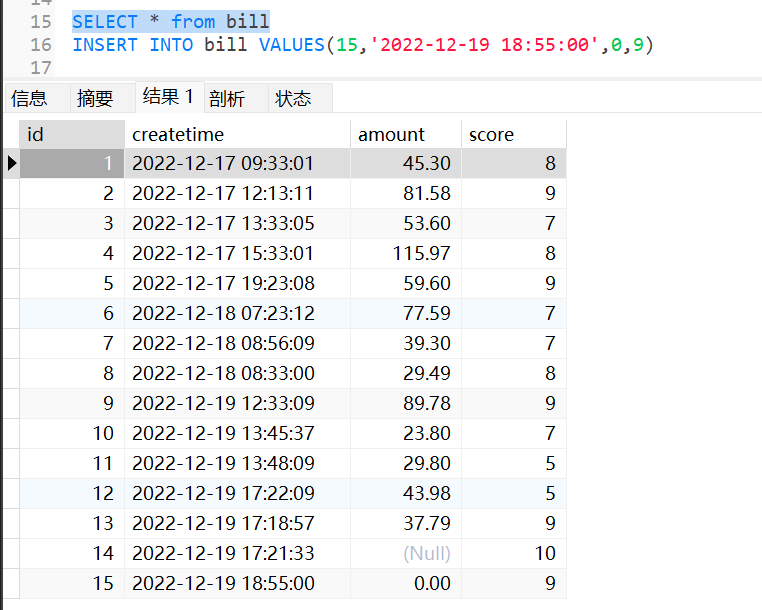 15 SELECT * from bill
16 INSERT INTO bill VALUES(15,'2022-12-19 18:55:00',0,9)
17
信息 摘要 结果 1 剖析 状态
id createtime amount score
1 2022-12-17 09:33:01 45.30 8
2 2022-12-17 12:13:11 81.58 9
3 2022-12-17 13:33:05 53.60 7
4 2022-12-17 15:33:01 115.97 8
5 2022-12-17 19:23:08 59.60 9
6 2022-12-18 07:23:12 77.59 7
7 2022-12-18 08:56:09 39.30 7
8 2022-12-18 08:33:00 29.49 8
9 2022-12-19 12:33:09 89.78 9
10 2022-12-19 13:45:37 23.80 7
11 2022-12-19 13:48:09 29.80 5
12 2022-12-19 17:22:09 43.98 5
13 2022-12-19 17:18:57 37.79 9
14 2022-12-19 17:21:33 (Null) 10
15 2022-12-19 18:55:00 0.00 9